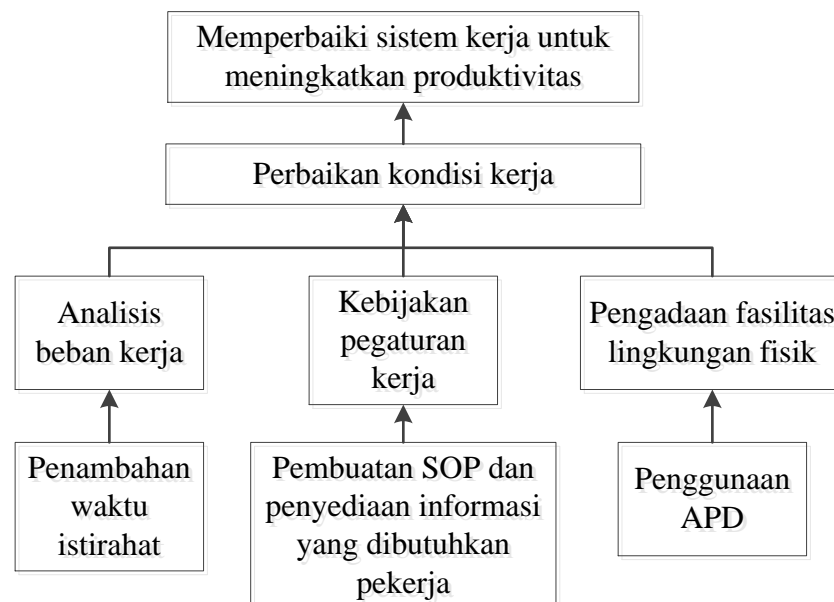 Memperbaiki sistem kerja untuk
meningkatkan produktivitas
Perbaikan kondisi kerja
Analisis
beban kerja
Kebijakan
pegaturan
kerja
Pengadaan fasilitas
lingkungan fisik
Penambahan
waktu
istirahat
Pembuatan SOP dan
penyediaan informasi
yang dibutuhkan
pekerja
Penggunaan
APD